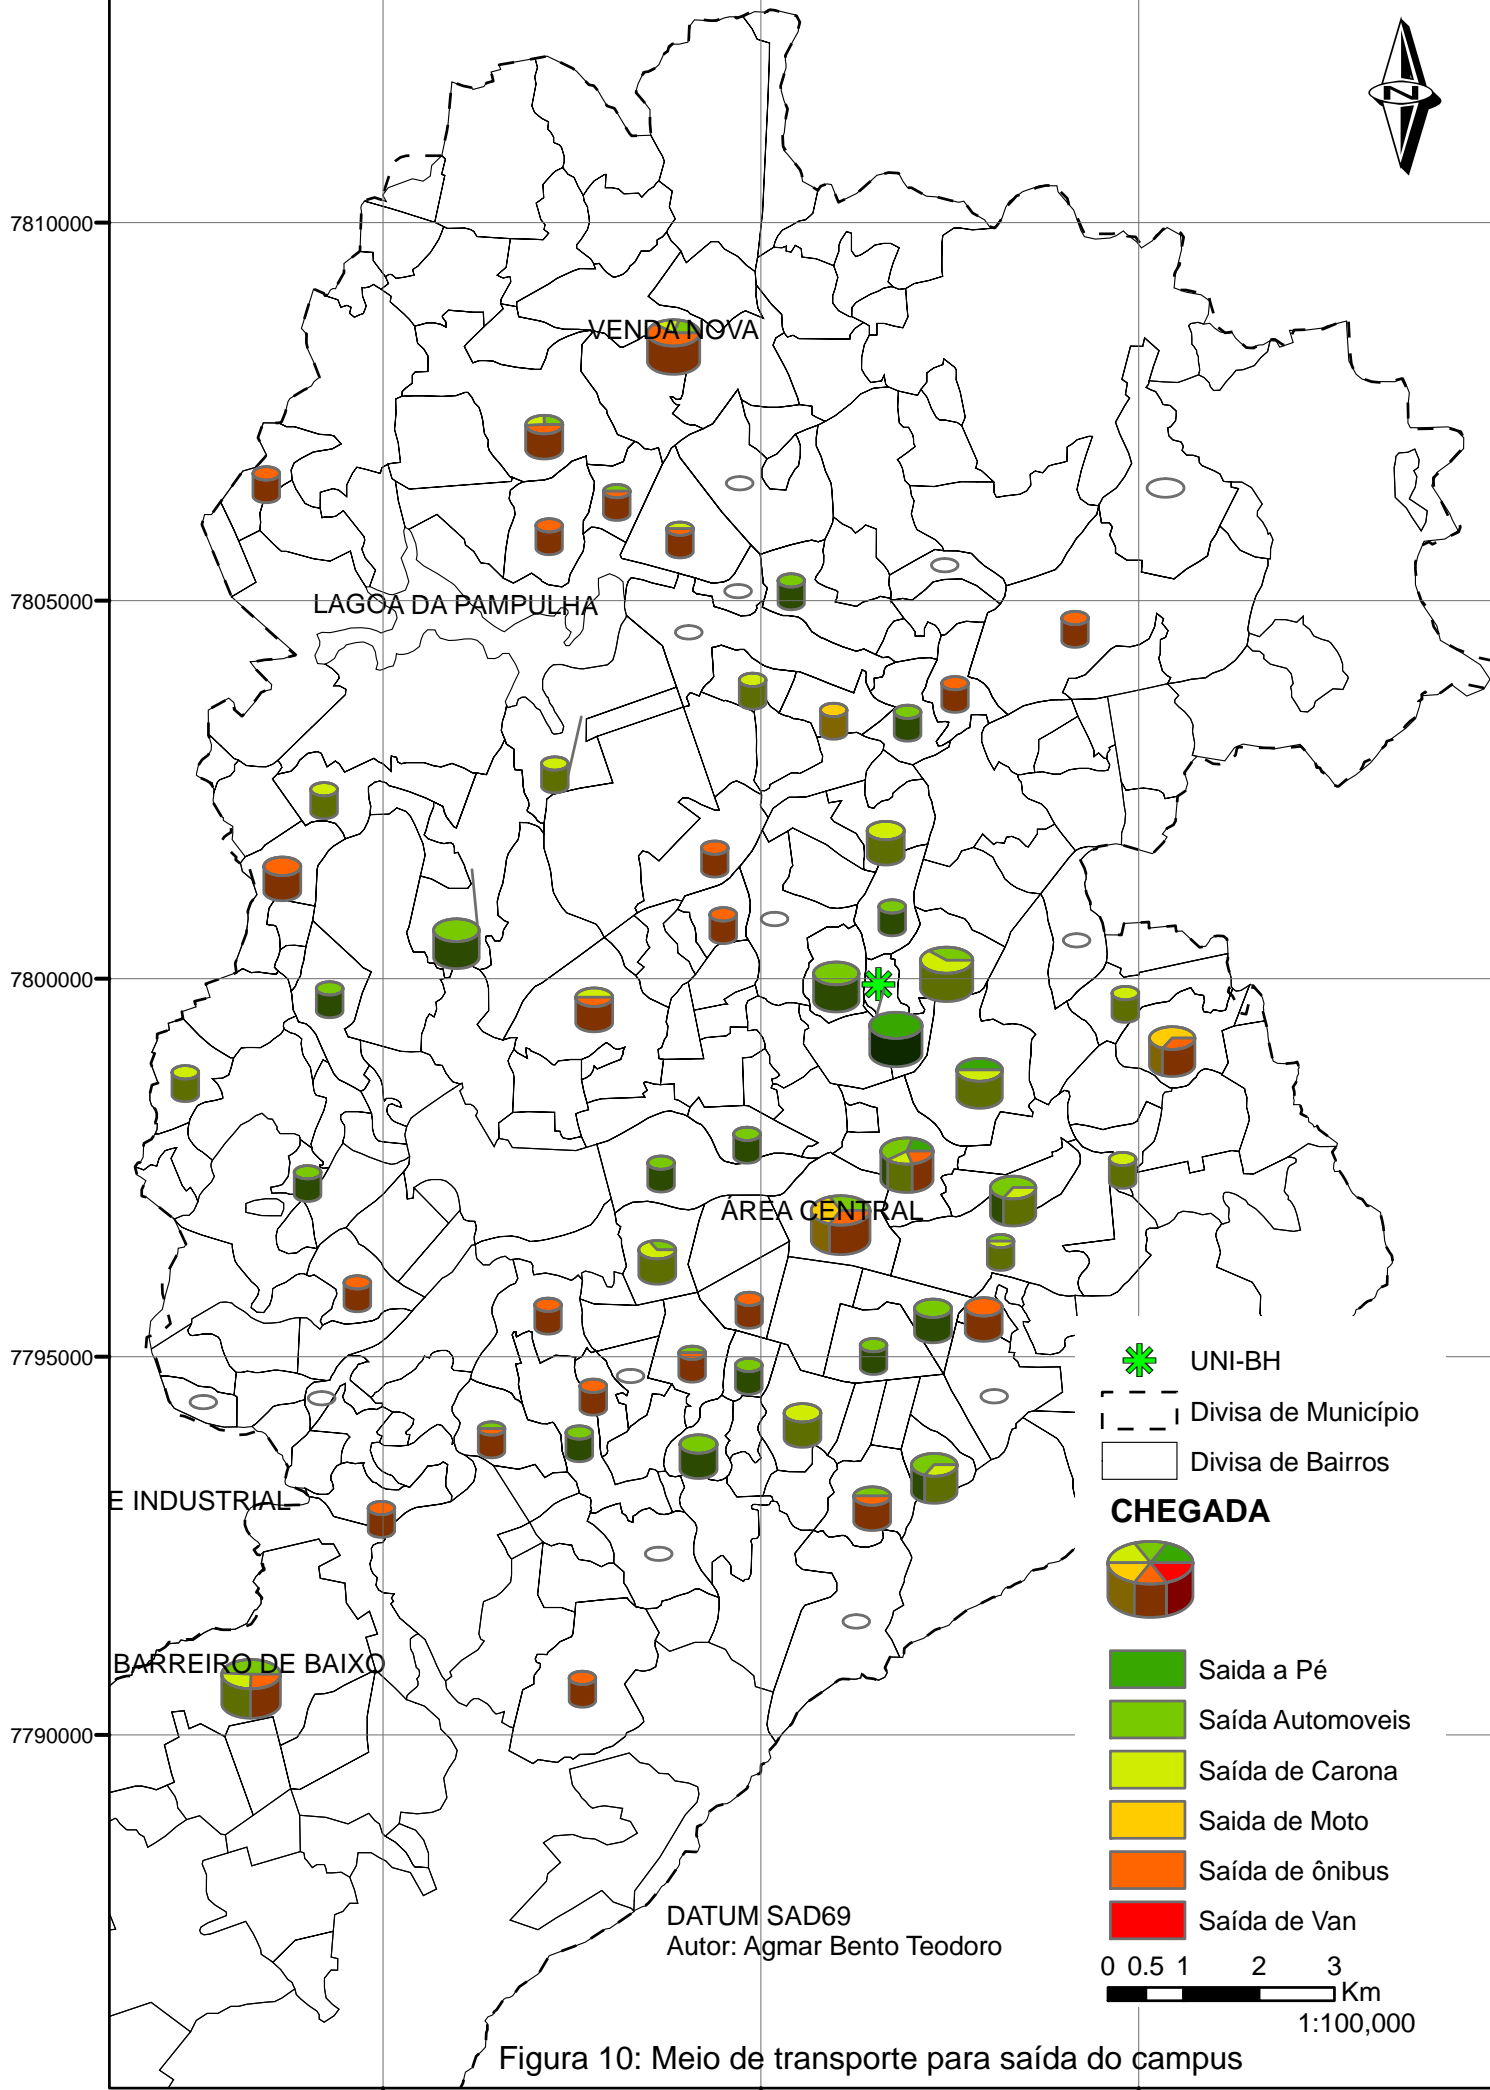 N
7810000
VENDA NOVA
7805000
LAGOA DA PAMPULHA
7800000
ÁREA CENTRAL
7795000
E INDUSTRIAL
BARREIRO DE BAIXO
7790000
UNI-BH
Divisa de Município
Divisa de Bairros
CHEGADA
Saida a Pé
Saída Automoveis
Saída de Carona
Saida de Moto
Saída de ônibus
Saída de Van
0 0.5 1 2 3
Km
1:100,000
DATUM SAD69
Autor: Agmar Bento Teodoro
Figura 10: Meio de transporte para saída do campus